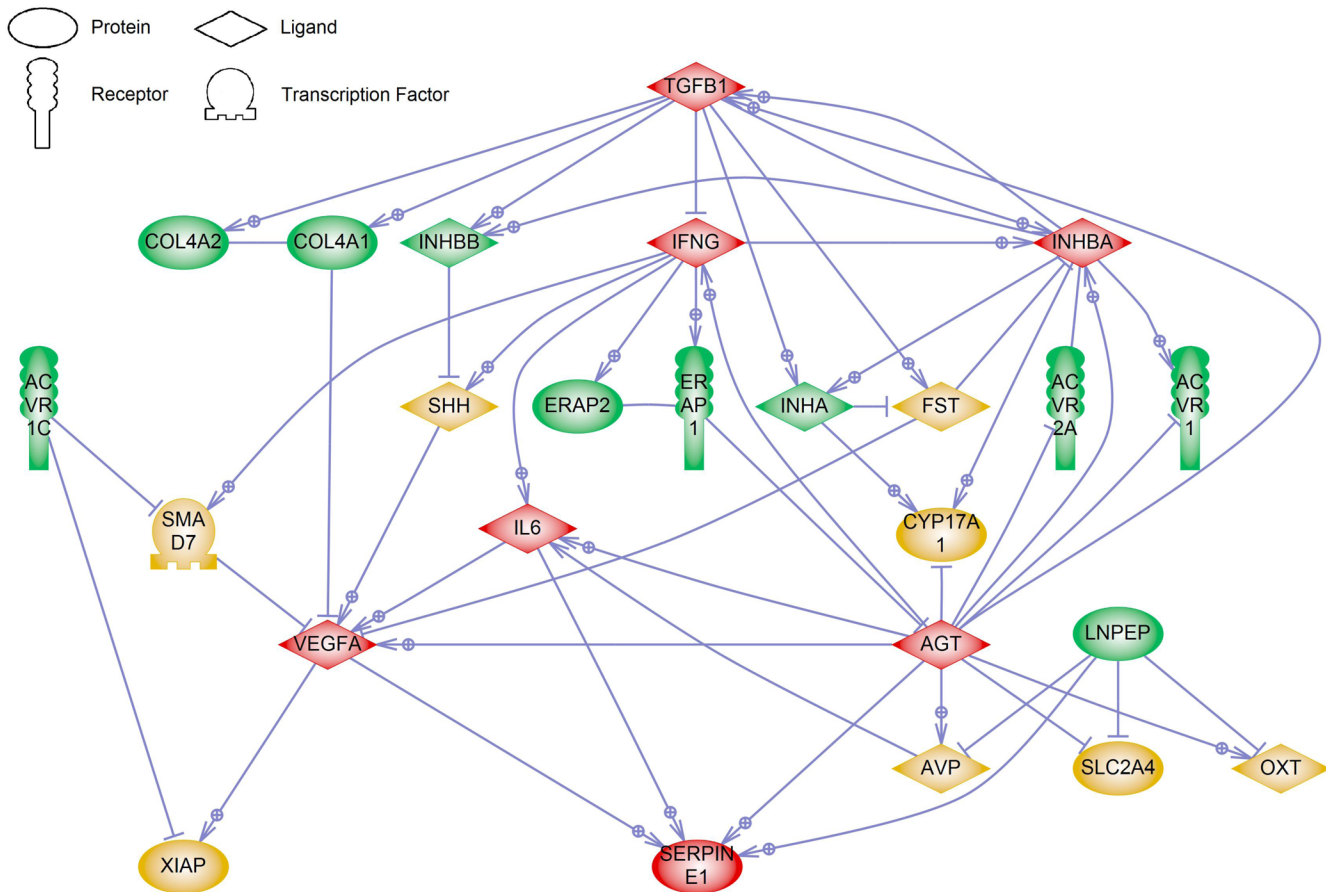 Protein
Ligand
Receptor
Transcription Factor
TGFB1
COL4A2
COL4A1
INHBB
IFNG
INHBA
AC
VR
1C
SHH
ERAP2
ER
AP
1
INHA
FST
AC
VR
2A
AC
VR
1
SMA
D7
IL6
CYP17A
1
VEGFA
AGT
LNPEP
AVP
SLC2A4
OXT
XIAP
SERPIN
E1